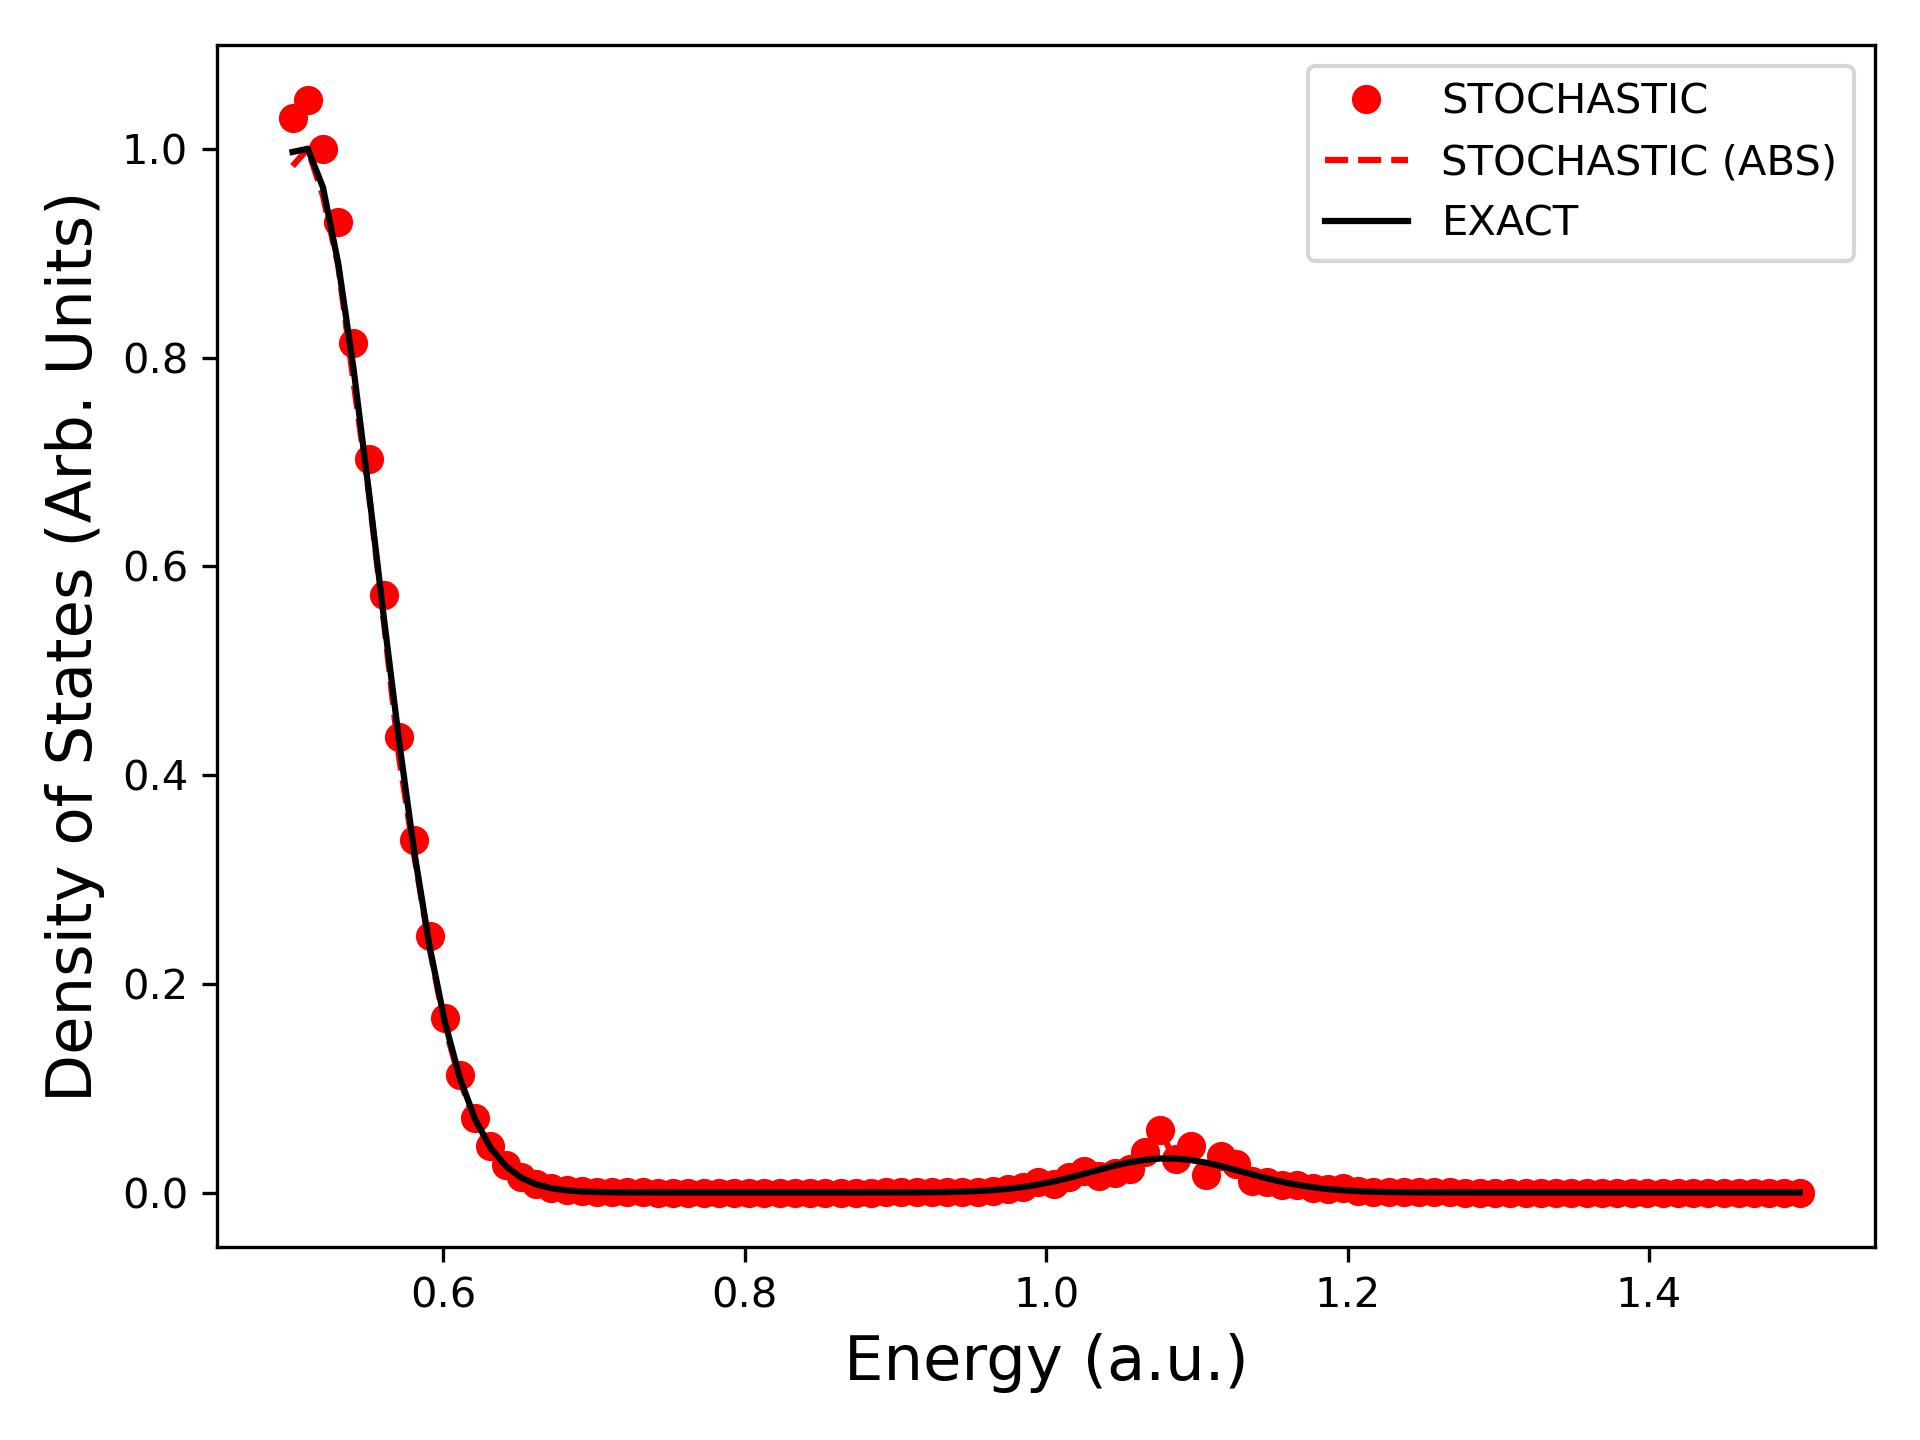 STOCHASTIC
STOCHASTIC (ABS)
EXACT
Density of States (Arb. Units)
1.0
0.8
0.6
0.4
0.2
0.0
0.6 0.8 1.0 1.2 1.4
Energy (a.u.)